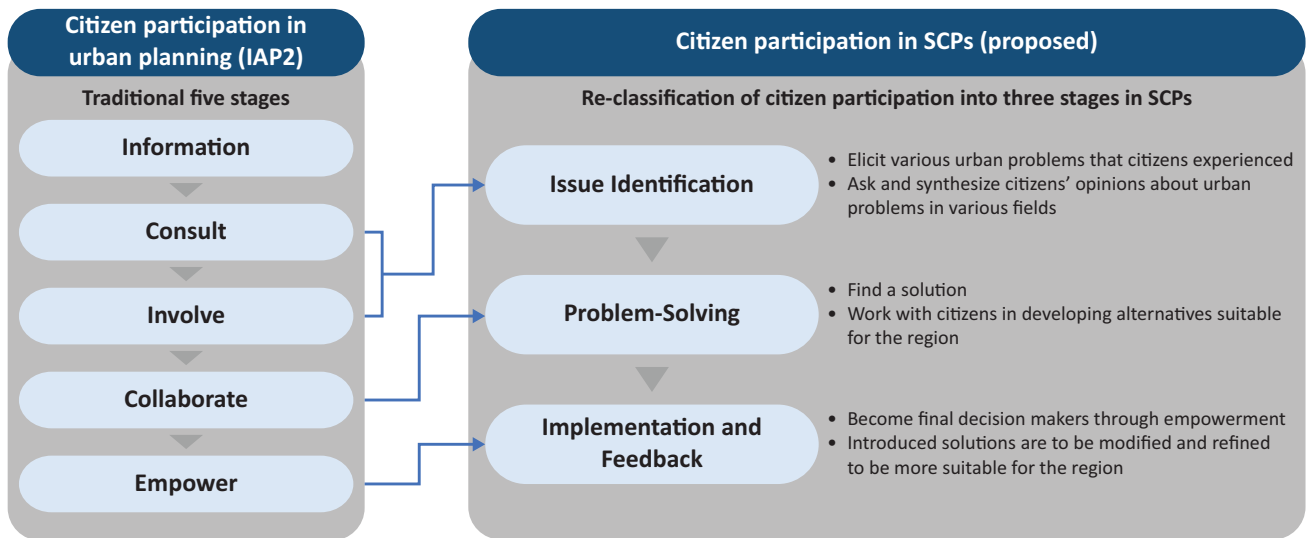 Citizen participation in
urban planning (IAP2)
Traditional five stages
Information
Consult
Involve
Collaborate
Empower
Citizen participation in SCPs (proposed)
Re-classification of citizen participation into three stages in SCPs
Issue Identification
• Elicit various urban problems that citizens experienced
• Ask and synthesize citizens’ opinions about urban
problems in various fields
Problem-Solving
• Find a solution
• Work with citizens in developing alternatives suitable
for the region
Implementation and
Feedback
• Become final decision makers through empowerment
• Introduced solutions are to be modified and refined
to be more suitable for the region